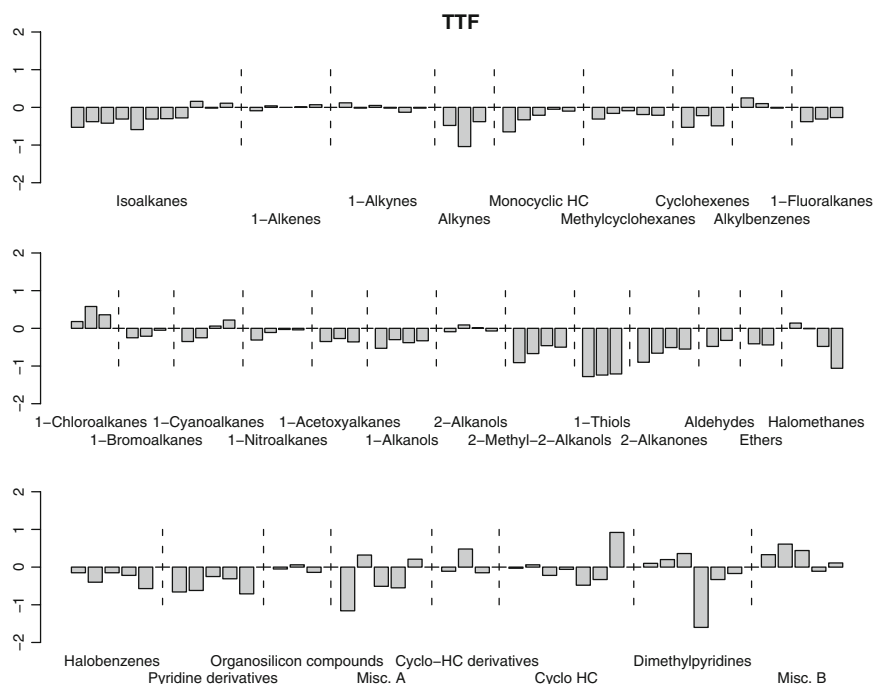 TTF
2
1
0
−1
−2
Isoalkanes 1−Alkynes Monocyclic HC Cyclohexenes 1−Fluoralkanes
1−Alkenes Alkynes Methylcyclohexanes Alkylbenzenes
2
1
0
−1
−2
1−Chloroalkanes 1−Cyanoalkanes 1−Acetoxyalkanes 2−Alkanols 1−Thiols Aldehydes Halomethanes
1−Bromoalkanes 1−Nitroalkanes 1−Alkanols 2−Methyl−2−Alkanols 2−Alkanones Ethers
2
1
0
−1
−2
Halobenzenes Organosilicon compounds Cyclo−HC derivatives Dimethylpyridines
Pyridine derivatives Misc. A Cyclo HC Misc. B